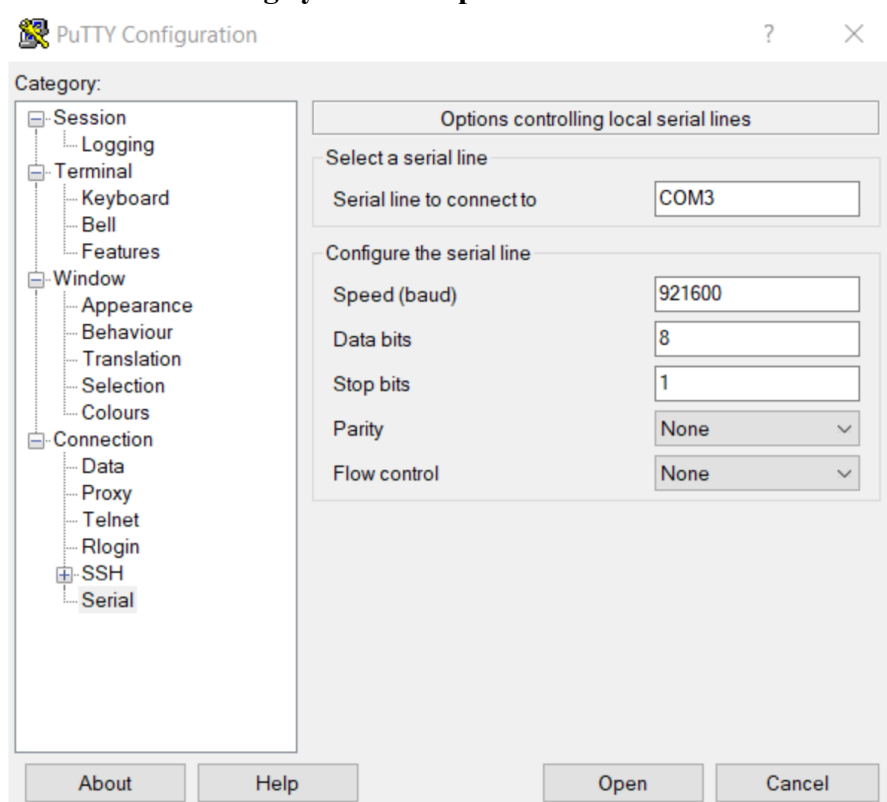 PuTTY Configuration
?
Category:
Session
Logging
Terminal
Keyboard
Bell
Features
Window
Appearance
Behaviour
Translation
Selection
Colours
Connection
Data
Proxy
Telnet
Rlogin
SSH
Serial
Options controlling local serial lines
Select a serial line
Serial line to connect to COM3
Configure the serial line
Speed (baud) 921600
Data bits 8
Stop bits 1
Parity None
Flow control None
About Help Open Cancel